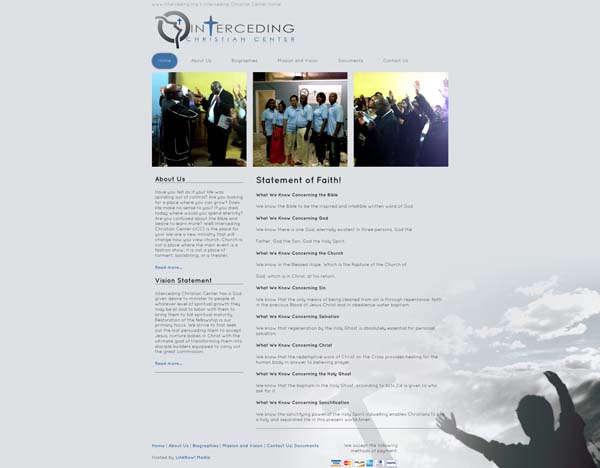 www.interceding.org | Interceding Christian Center Home
INTERCEDING
CHRISTIAN CENTER
Home
About Us
Biographies
Mission and Vision
Documents
Contact Us
About Us
Have you felt as if your life was
spiraling out of control? Are you looking
for a place where you can grow? Does
life make no sense to you? If you died
today where would you spend eternity?
Are you confused about the Bible and
desire to learn more? Well Interceding
Christian Center (ICC) is the place for
you! We are a new ministry that will
change how you view church. Church is
not a place where the main event is a
fashion show, it is not a place of
torment, backbiting, or a theater.
Read more...
Vision Statement
Interceding Christian Center has a God
given desire to minister to people at
whatever level of spiritual growth they
may be at and to labor with them to
bring them to full spiritual maturity.
Restoration of the fellowship is our
primary focus. We strive to first seek
out the lost persuading them to accept
Jesus, nurture babes in Christ with the
ultimate goal of transforming them into
disciple builders equipped to carry out
the great commission.
Read more...
Statement of Faith!
What We Know Concerning the Bible
We know the Bible to be the inspired and infallible written word of God
What We Know Concerning God
We know there is one God, eternally existent in three persons, God the
Father, God the Son, God the Holy Spirit.
What We Know Concerning the Church
We know in the Blessed Hope, Which is the Rapture of the Church of
God, which is in Christ, at his return.
What We Know Concerning Sin
We know that the only means of being cleansed from sin is through repentance, faith
in the precious Blood of Jesus Christ and in obedience water baptism.
What We Know Concerning Salvation
We know that regeneration by the Holy Ghost is absolutely essential for personal
salvation.
What We Know Concerning Christ
We know that the redemptive work of Christ on the Cross provides healing for the
human body in answer to believing prayer.
What We Know Concerning the Holy Ghost
We know that the baptism in the Holy Ghost, according to Acts 2:4 is given to who
ask for it.
What We Know Concerning Sanctification
We know the sanctifying power of the Holy Spirit indwelling enables Christians to
a holy and separated life in this present world Amen.
Home | About Us | Biographies | Mission and Vision | Contact Us| Documents
Hosted by LineHowl Media
We accept the following
methods of payment:
VISA